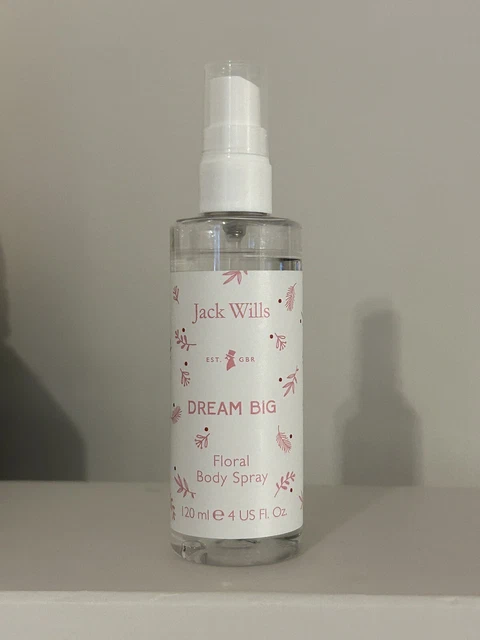 Jack Wills
EST. GBR
DREAM BIG
Floral
Body Spray
120 ml ℮ 4 US Fl. Oz.